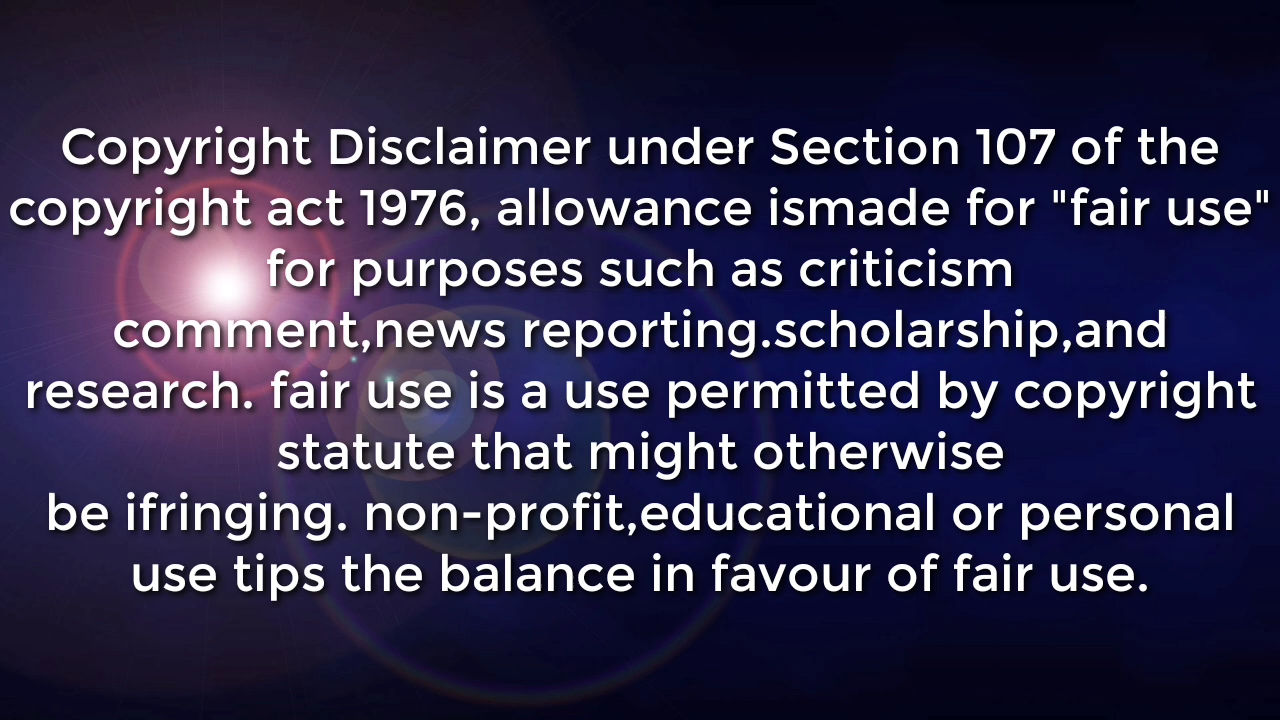 Copyright Disclaimer under Section 107 of the
copyright act 1976, allowance ismade for "fair use"
for purposes such as criticism
comment,news reporting.scholarship,and
research. fair use is a use permitted by copyright
statute that might otherwise
be ifringing. non-profit,educational or personal
use tips the balance in favour of fair use.